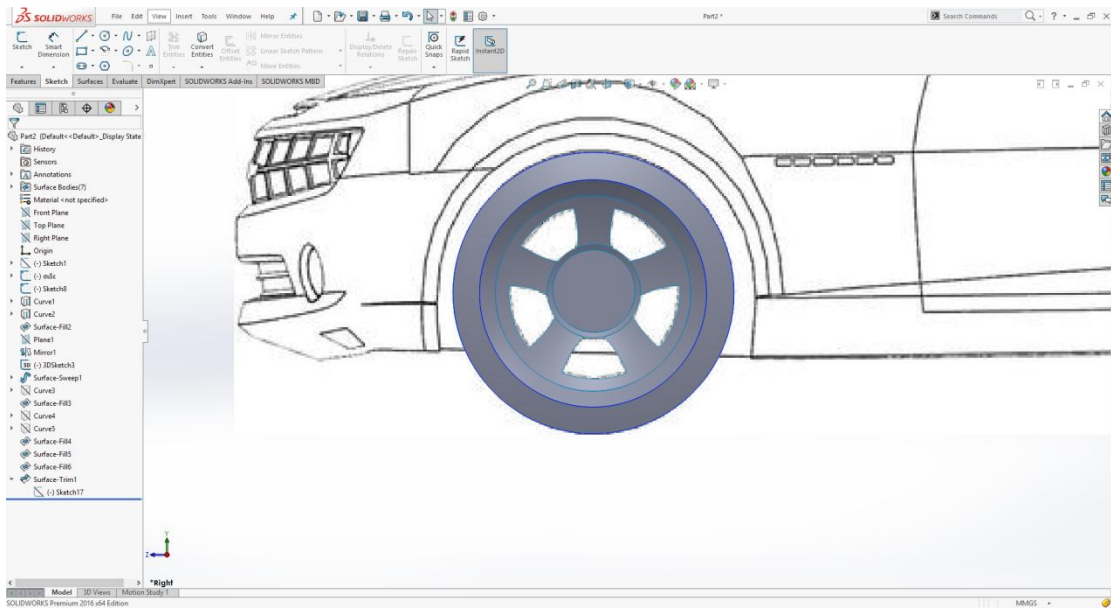 SOLIDWORKS File Edit View Insert Tools Window Help Part2 * Search Commands
Sketch Smart Dimension Trim Entities Convert Entities Offset Entities Mirror Entities Linear Sketch Pattern Move Entities Display/Delete Relations Repair Sketch Quick Snaps Rapid Sketch Instant2D
Features Sketch Surfaces Evaluate DimXpert SOLIDWORKS Add-Ins SOLIDWORKS MBD
Part2 (Default<<Default>_Display State
History
Sensors
Annotations
Surface Bodies(7)
Material <not specified>
Front Plane
Top Plane
Right Plane
Origin
(-) Sketch1
(-) σιδε
(-) Sketch8
Curve1
Curve2
Surface-Fill2
Plane1
Mirror1
(-) 3DSketch3
Surface-Sweep1
Curve3
Surface-Fill3
Curve4
Curve5
Surface-Fill4
Surface-Fill5
Surface-Fill6
Surface-Trim1
(-) Sketch17
Y
Z
*Right
Model 3D Views Motion Study 1
SOLIDWORKS Premium 2016 x64 Edition MMGS